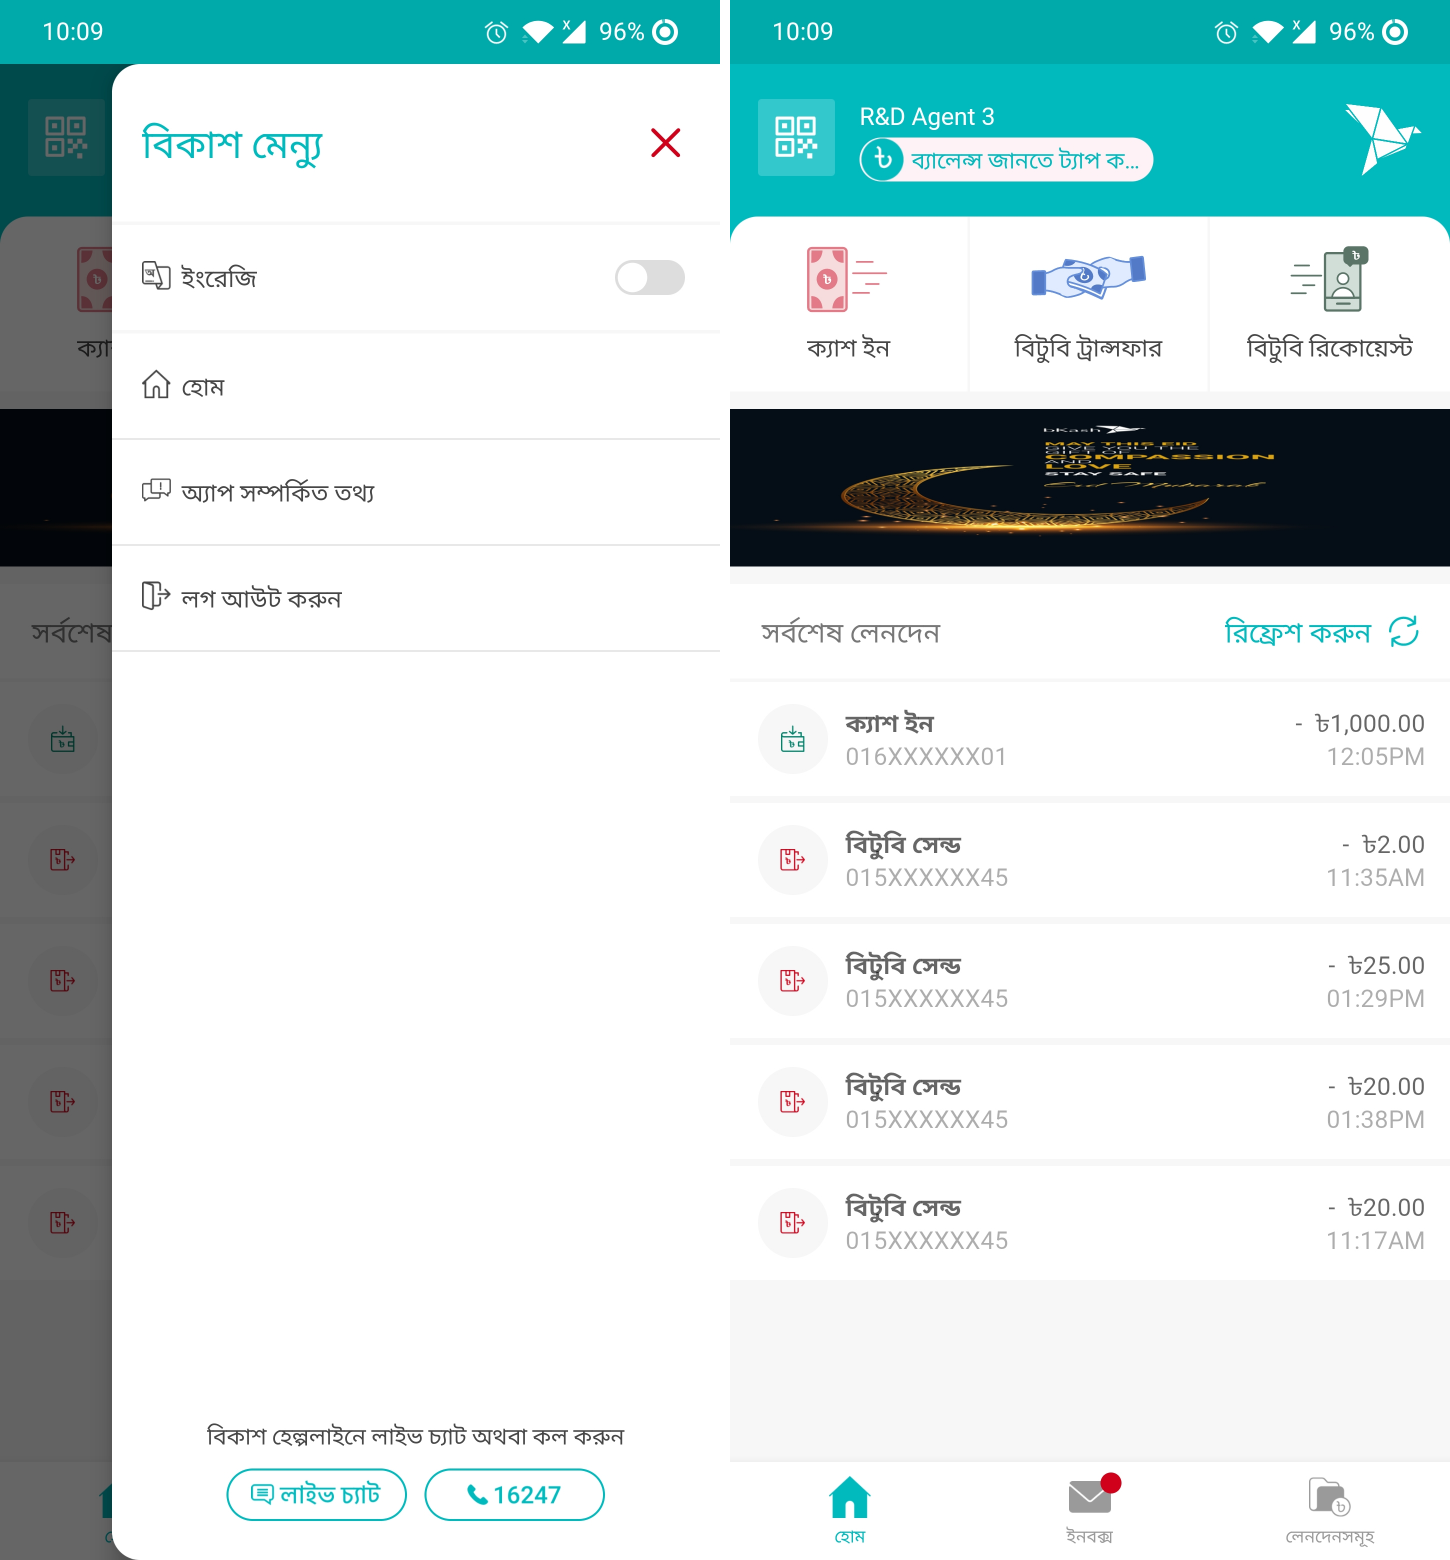 10:09
96%
বিকাশ মেন্যু
ইংরেজি
ক্যা
হোম
অ্যাপ সম্পর্কিত তথ্য
লগ আউট করুন
সর্বশেষ
বিকাশ হেল্পলাইনে লাইভ চ্যাট অথবা কল করুন
লাইভ চ্যাট
16247
10:09
96%
R&D Agent 3
ব্যালেন্স জানতে ট্যাপ ক...
ক্যাশ ইন
বিটুবি ট্রান্সফার
বিটুবি রিকোয়েস্ট
bKash
MAY THIS EID
GIVE YOU THE
GIFT OF
COMPASSION
AND
LOVE
STAY SAFE
Eid Mubarak
সর্বশেষ লেনদেন
রিফ্রেশ করুন
ক্যাশ ইন
- ৳1,000.00
016XXXXXX01
12:05PM
বিটুবি সেন্ড
- ৳2.00
015XXXXXX45
11:35AM
বিটুবি সেন্ড
- ৳25.00
015XXXXXX45
01:29PM
বিটুবি সেন্ড
- ৳20.00
015XXXXXX45
01:38PM
বিটুবি সেন্ড
- ৳20.00
015XXXXXX45
11:17AM
হোম
ইনবক্স
লেনদেনসমূহ